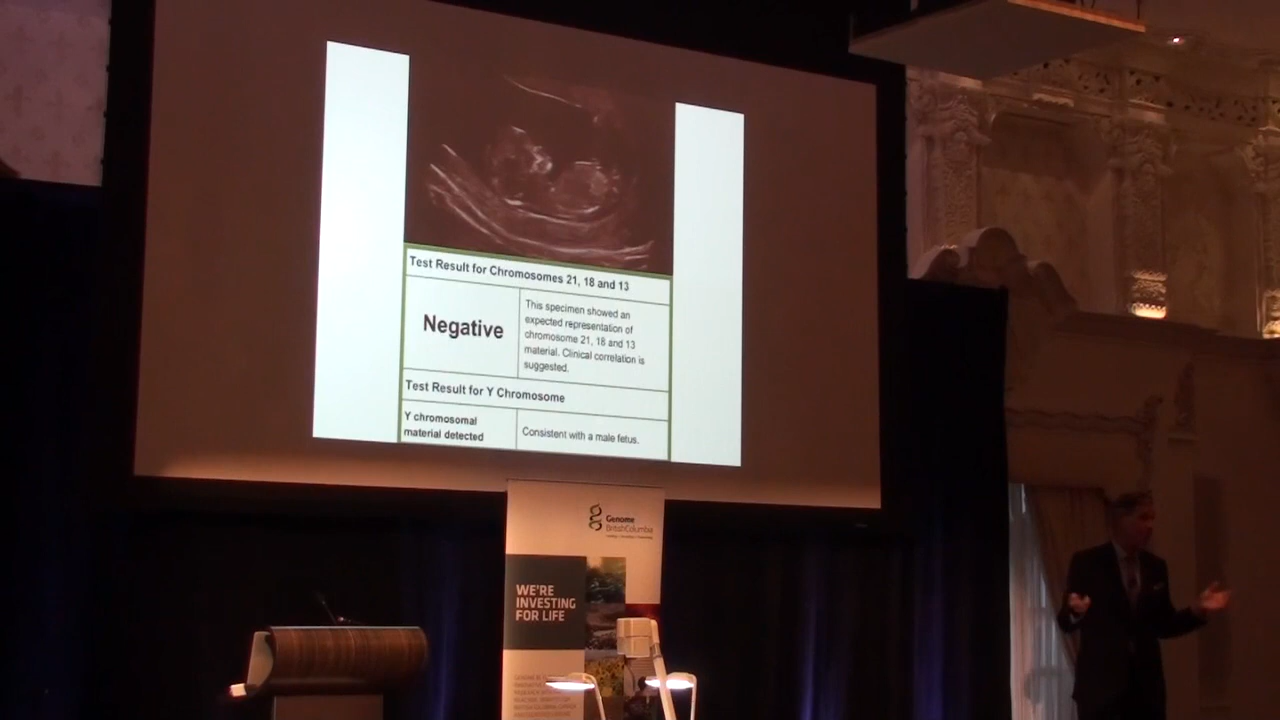 Test Result for Chromosomes 21, 18 and 13
Negative
This specimen showed an
expected representation of
chromosome 21, 18 and 13
material. Clinical correlation is
suggested.
Test Result for Y Chromosome
Y chromosomal
material detected
Consistent with a male fetus.
Genome
BritishColumbia
WE'RE
INVESTING
FOR LIFE